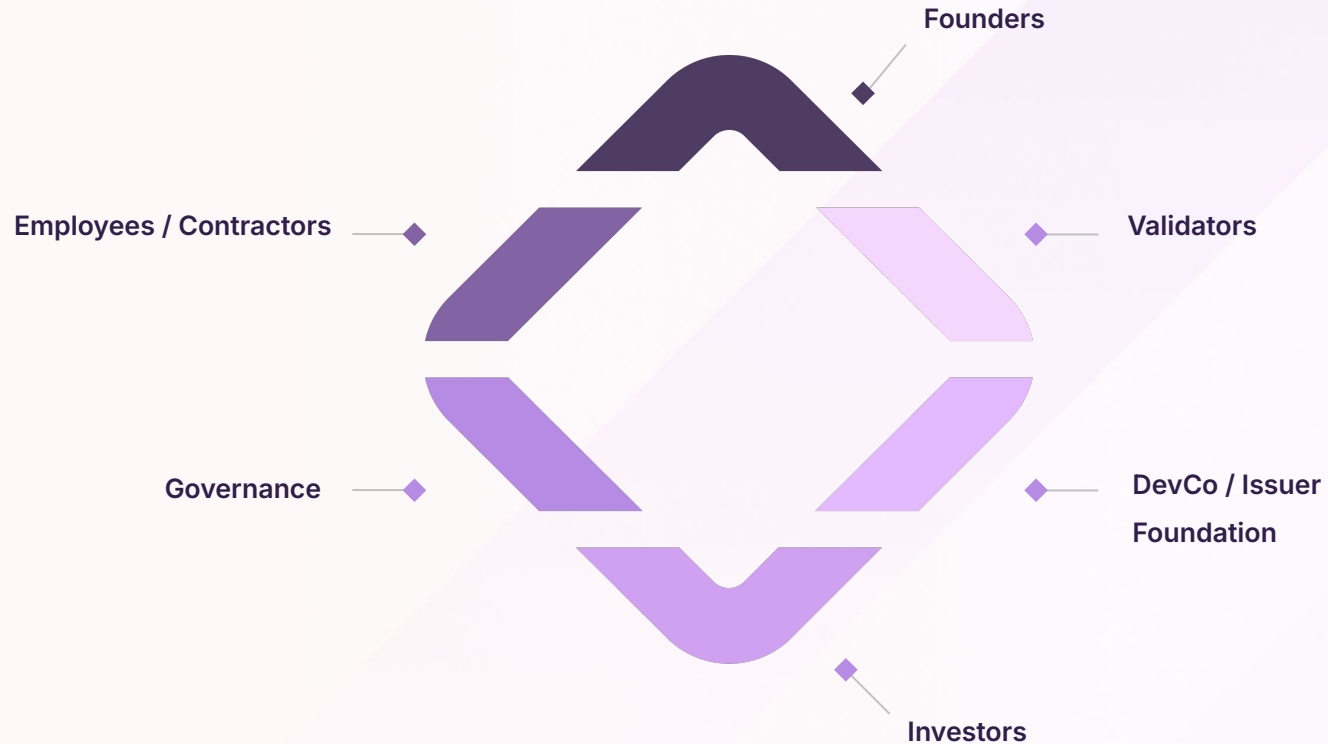 Founders
Employees / Contractors
Validators
Governance
DevCo / Issuer
Foundation
Investors